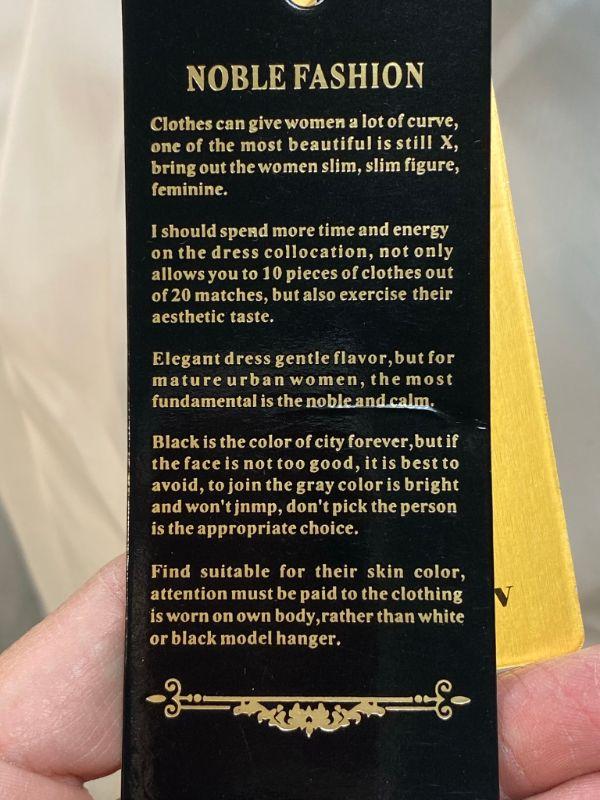 NOBLE FASHION
Clothes can give women a lot of curve,
one of the most beautiful is still X,
bring out the women slim, slim figure,
feminine.
I should spend more time and energy
on the dress collocation, not only
allows you to 10 pieces of clothes out
of 20 matches, but also exercise their
aesthetic taste.
Elegant dress gentle flavor,but for
mature urban women, the most
fundamental is the noble and calm.
Black is the color of city forever,but if
the face is not too good, it is best to
avoid, to join the gray color is bright
and won't jnmp, don't pick the person
is the appropriate choice.
Find suitable for their skin color,
attention must be paid to the clothing
is worn on own body,rather than white
or black model hanger.